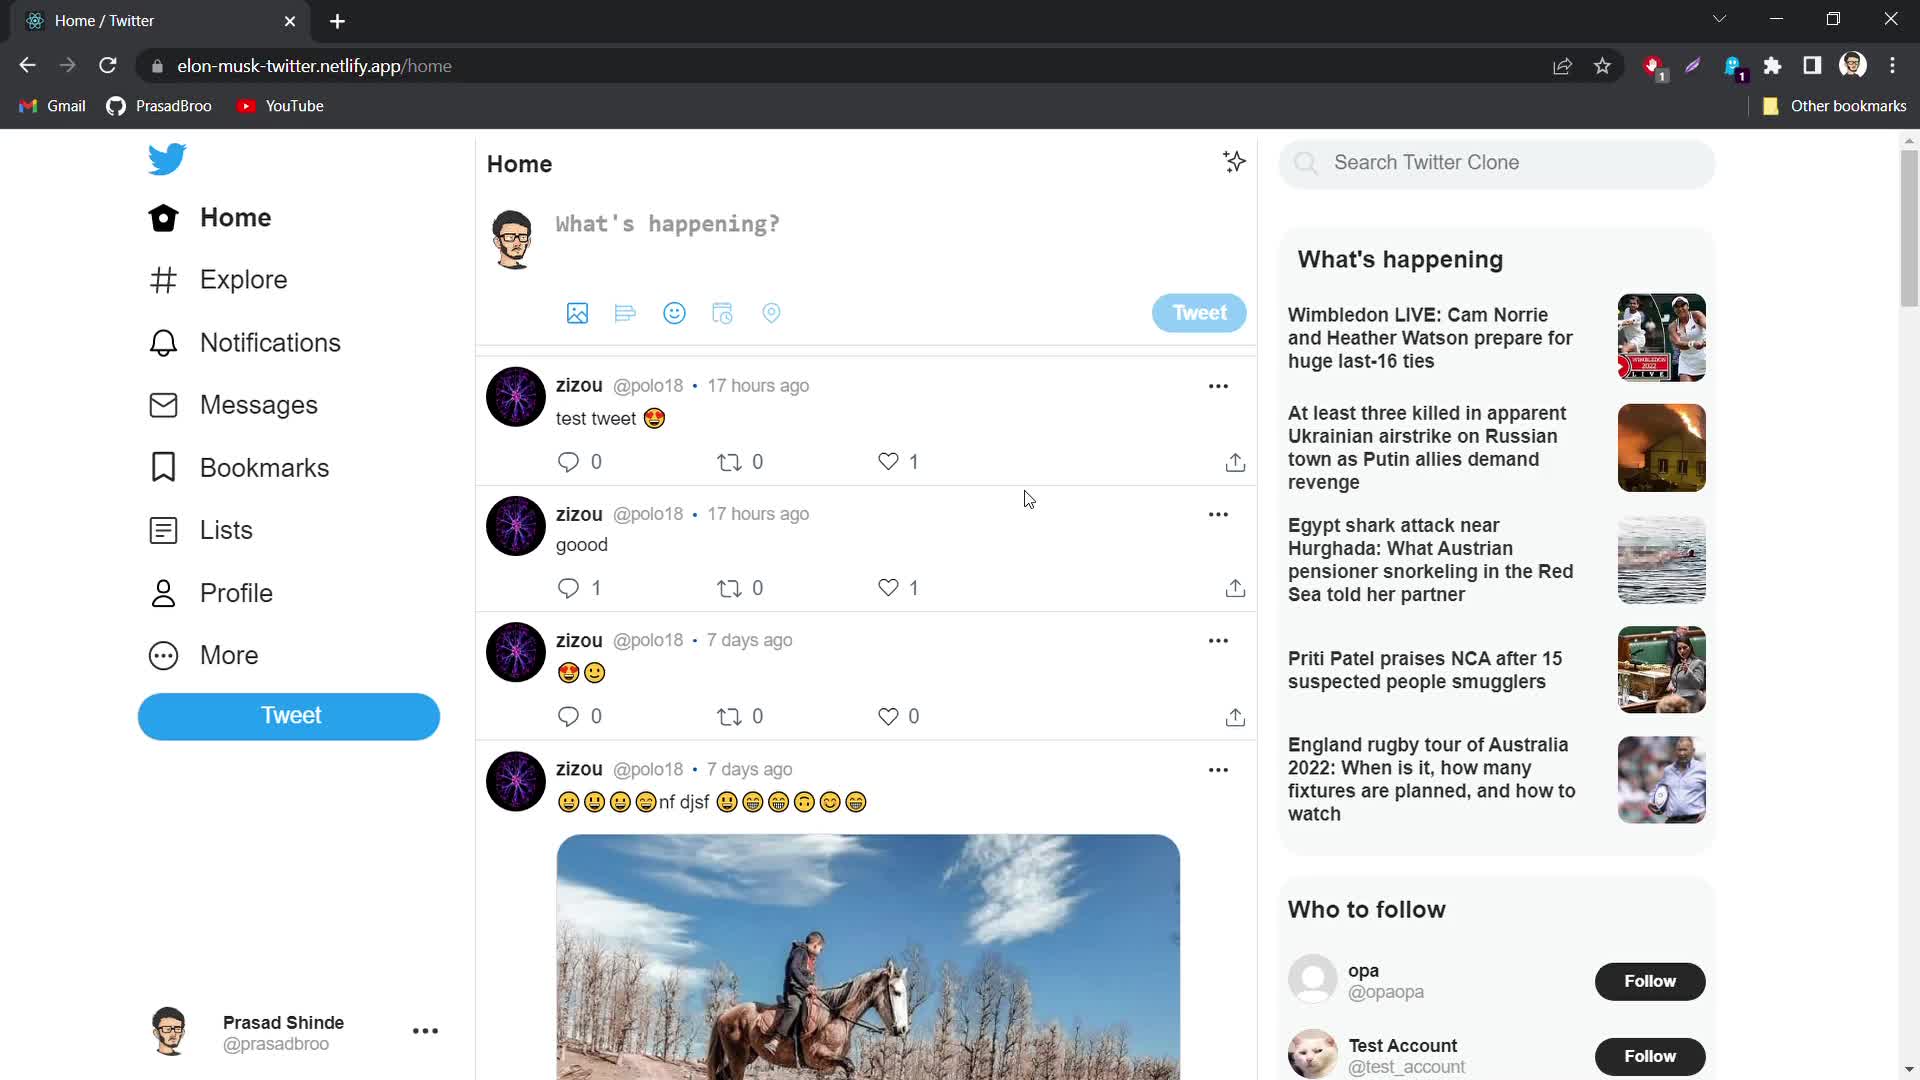 Home / Twitter
elon-musk-twitter.netlify.app/home
1
1
Gmail
PrasadBroo
YouTube
Other bookmarks
Home
Explore
Notifications
Messages
Bookmarks
Lists
Profile
More
Tweet
Prasad Shinde
@prasadbroo
Home
What's happening?
Tweet
zizou @polo18 • 17 hours ago
test tweet 😍
0 0 1
zizou @polo18 • 17 hours ago
goood
1 0 1
zizou @polo18 • 7 days ago
😍🙂
0 0 0
zizou @polo18 • 7 days ago
😀😃😀😄nf djsf 😃😁😁🙃😊😁
Search Twitter Clone
What's happening
Wimbledon LIVE: Cam Norrie
and Heather Watson prepare for
huge last-16 ties
WIMBLEDON
2022
LIVE
At least three killed in apparent
Ukrainian airstrike on Russian
town as Putin allies demand
revenge
Egypt shark attack near
Hurghada: What Austrian
pensioner snorkeling in the Red
Sea told her partner
Priti Patel praises NCA after 15
suspected people smugglers
England rugby tour of Australia
2022: When is it, how many
fixtures are planned, and how to
watch
Who to follow
opa
@opaopa
Follow
Test Account
@test_account
Follow